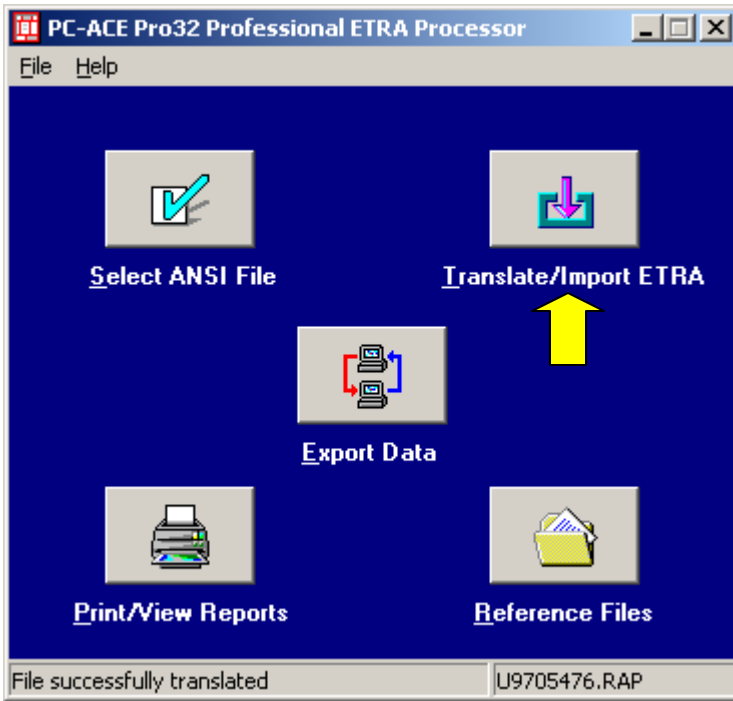 PC-ACE Pro32 Professional ETRA Processor
File Help
Select ANSI File
Translate/Import ETRA
Export Data
Print/View Reports
Reference Files
File successfully translated
U9705476.RAP